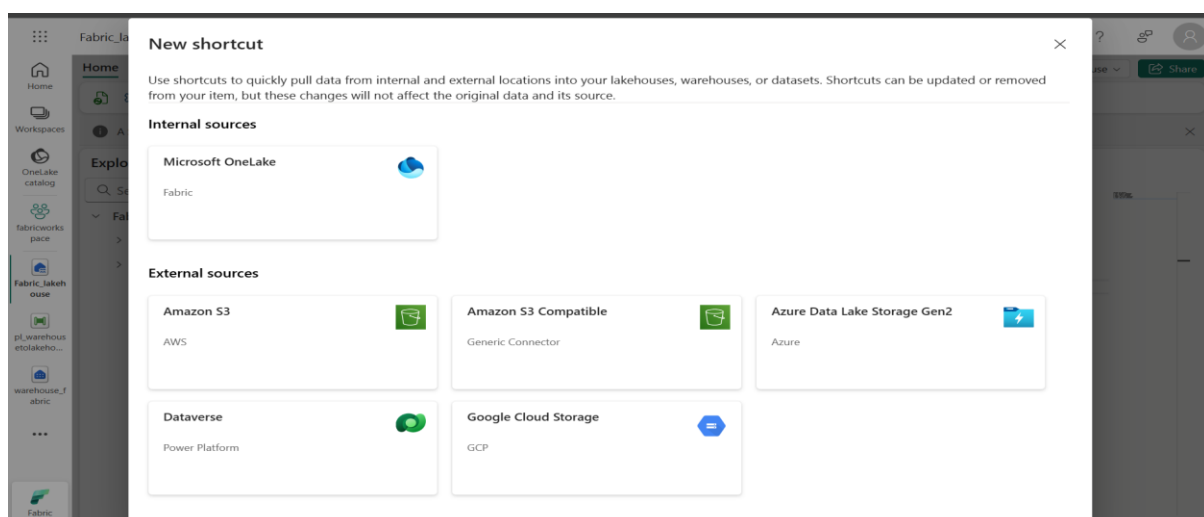 Fabric_la
New shortcut
?
Home
Home
use
Share
Use shortcuts to quickly pull data from internal and external locations into your lakehouses, warehouses, or datasets. Shortcuts can be updated or removed
from your item, but these changes will not affect the original data and its source.
Workspaces
A
Internal sources
OneLake
catalog
Explo
Microsoft OneLake
Fabric
Se
fabricworks
pace
Fal
External sources
Fabric_lakeh
ouse
Amazon S3
Amazon S3 Compatible
Azure Data Lake Storage Gen2
AWS
Generic Connector
Azure
pl_warehous
etolakeho...
warehouse_f
abric
Dataverse
Google Cloud Storage
Power Platform
GCP
Fabric